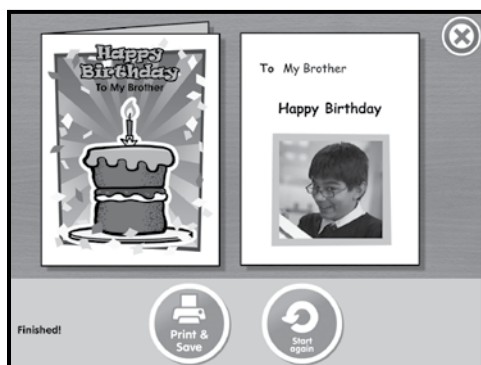 Happy
Birthday
To My Brother
To My Brother
Happy Birthday
Finished!
Print &
Save
Start
again